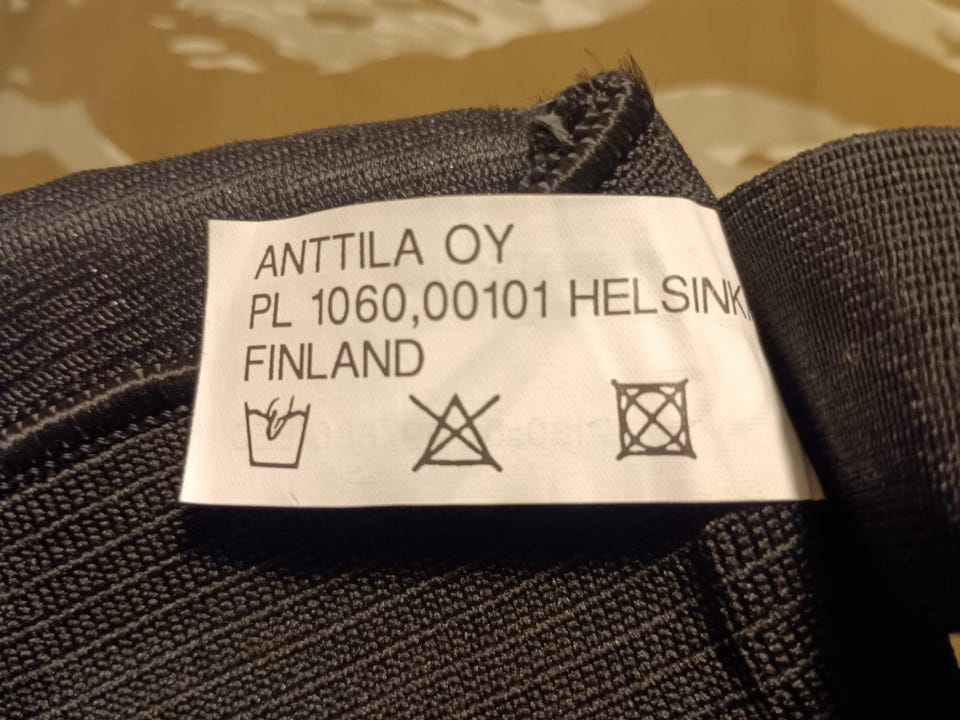 ANTTILA OY
PL 1060,00101 HELSINKI
FINLAND